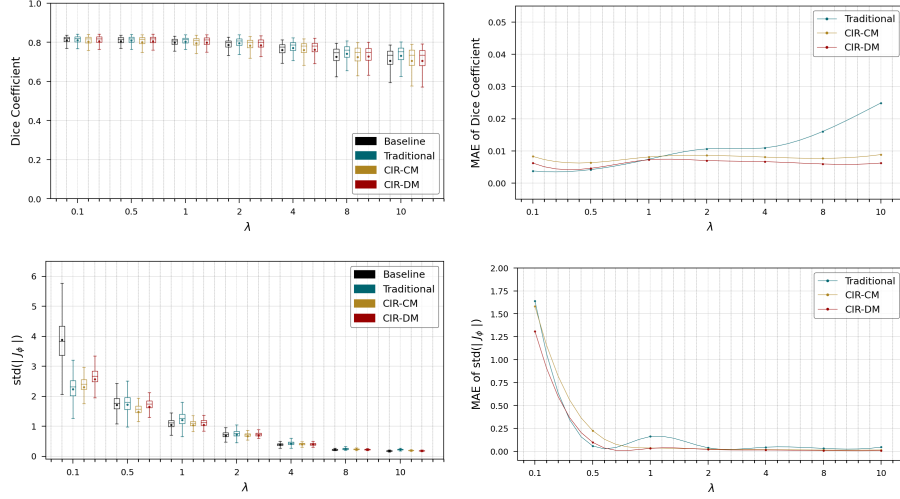 Dice Coefficient
1.0
0.8
0.6
0.4
0.2
0.0
0.1 0.5 1 2 4 8 10
λ
Baseline
Traditional
CIR-CM
CIR-DM
MAE of Dice Coefficient
0.05
0.04
0.03
0.02
0.01
0.00
0.1 0.5 1 2 4 8 10
λ
Traditional
CIR-CM
CIR-DM
std(| J_ϕ |)
6
5
4
3
2
1
0
0.1 0.5 1 2 4 8 10
λ
Baseline
Traditional
CIR-CM
CIR-DM
MAE of std(| J_ϕ |)
2.00
1.75
1.50
1.25
1.00
0.75
0.50
0.25
0.00
0.1 0.5 1 2 4 8 10
λ
Traditional
CIR-CM
CIR-DM